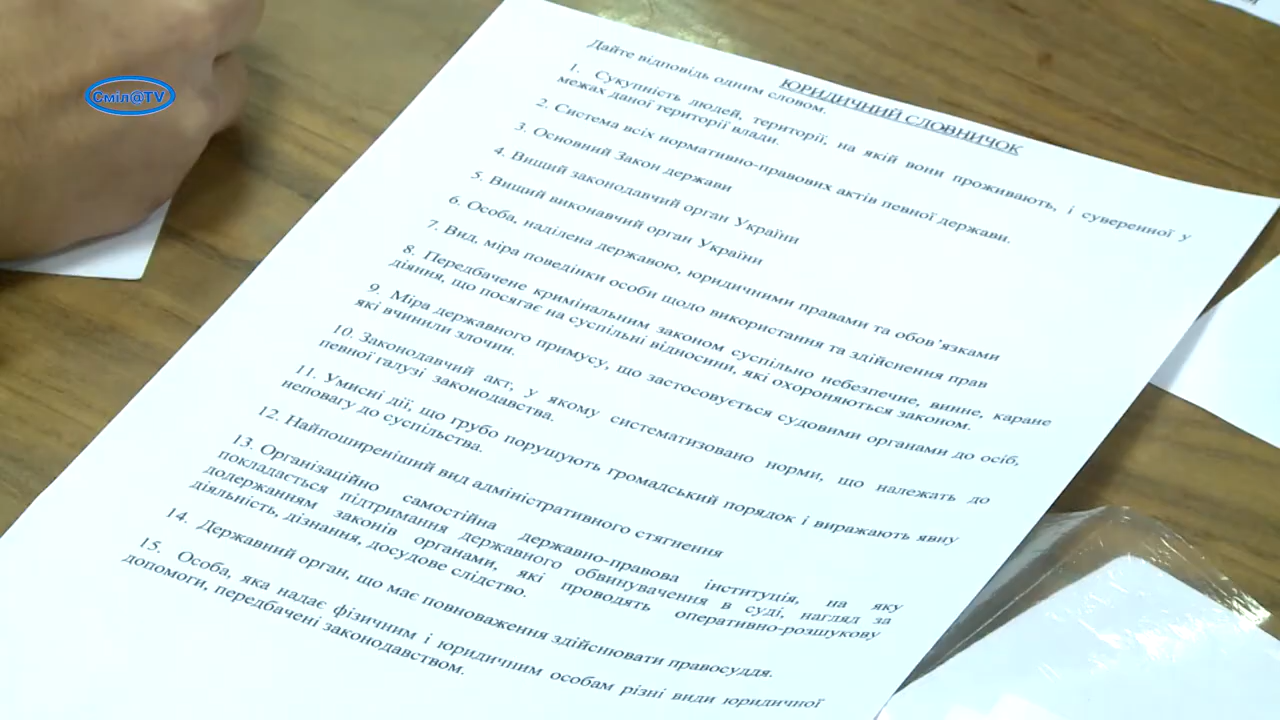 Сміл@TV
ЮРИДИЧНИЙ СЛОВНИЧОК
Дайте відповідь одним словом.
1. Сукупність людей, території, на якій вони проживають, і суверенної у
межах даної території влади.
2. Система всіх нормативно-правових актів певної держави.
3. Основний Закон держави
4. Вищий законодавчий орган України
5. Вищий виконавчий орган України
6. Особа, наділена державою, юридичними правами та обов’язками
7. Вид, міра поведінки особи щодо використання та здійснення прав
8. Передбачене кримінальним законом суспільно небезпечне, винне, каране
діяння, що посягає на суспільні відносини, які охороняються законом.
9. Міра державного примусу, що застосовується судовими органами до осіб,
які вчинили злочин.
10. Законодавчий акт, у якому систематизовано норми, що належать до
певної галузі законодавства.
11. Умисні дії, що грубо порушують громадський порядок і виражають явну
неповагу до суспільства.
12. Найпоширеніший вид адміністративного стягнення
13. Організаційно самостійна державно-правова інституція, на яку
покладається підтримання державного обвинувачення в суді, нагляд за
додержанням законів органами, які проводять оперативно-розшукову
діяльність, дізнання, досудове слідство.
14. Державний орган, що має повноваження здійснювати правосуддя.
15. Особа, яка надає фізичним і юридичним особам різні види юридичної
допомоги, передбачені законодавством.